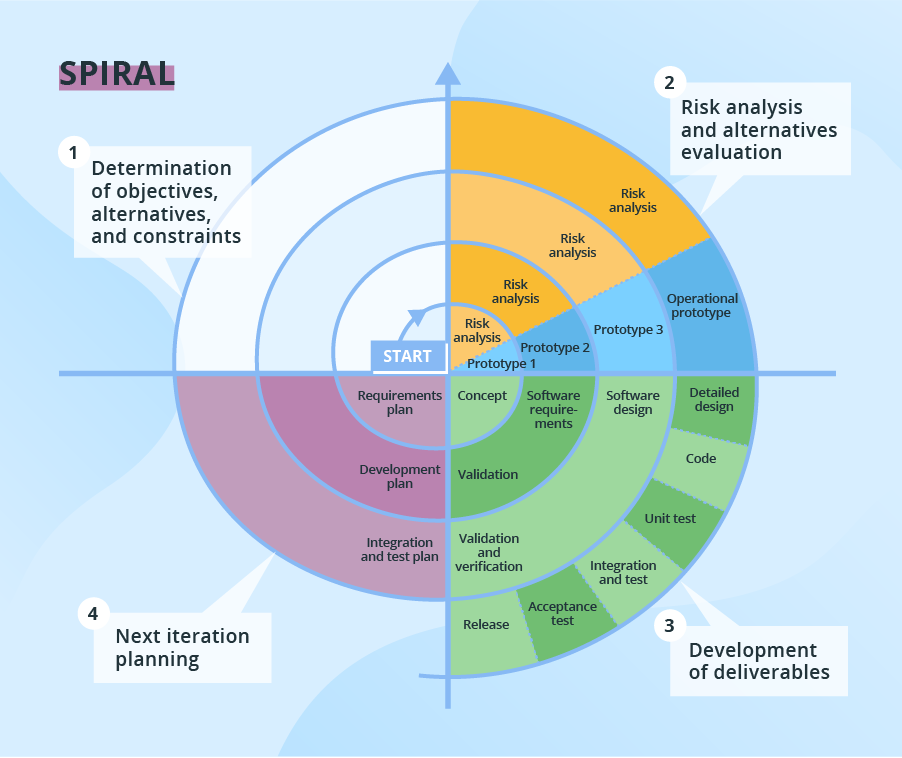 SPIRAL
1
Determination
of objectives,
alternatives,
and constraints
2
Risk analysis
and alternatives
evaluation
Risk
analysis
Risk
analysis
Risk
analysis
Risk
analysis
Operational
prototype
Prototype 3
Prototype 2
Prototype 1
START
Requirements
plan
Concept
Software
require-
ments
Software
design
Detailed
design
Code
Development
plan
Validation
Unit test
Integration
and test plan
Validation
and
verification
Integration
and test
Acceptance
test
Release
4
Next iteration
planning
3
Development
of deliverables